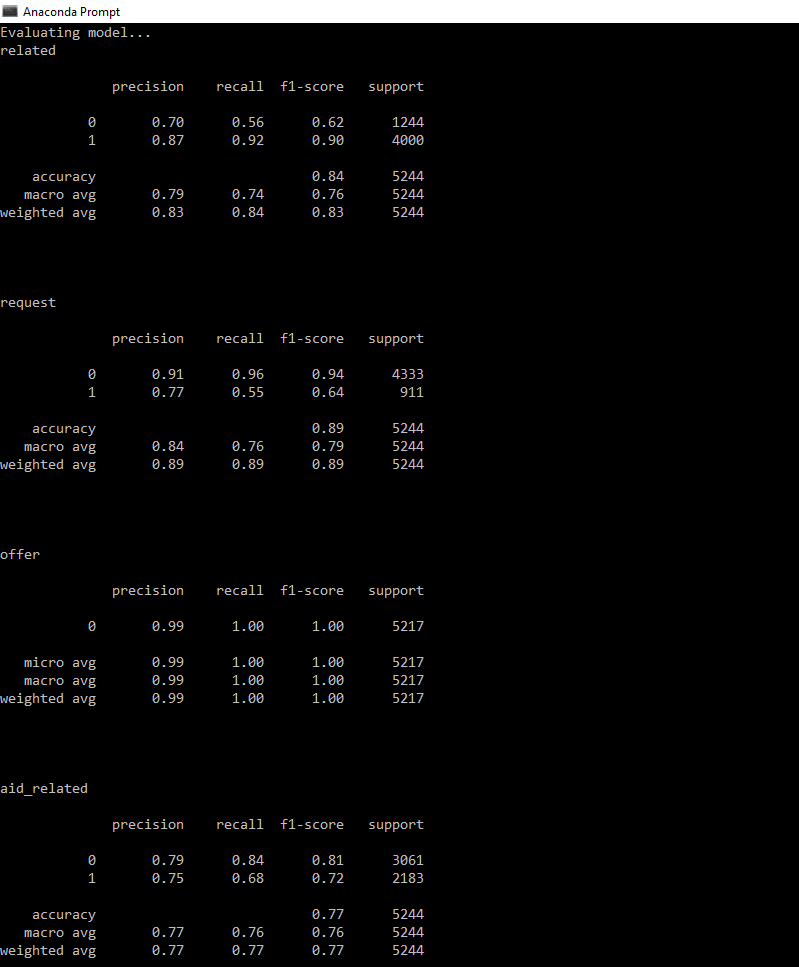 Anaconda Prompt
Evaluating model...
related
precision recall f1-score support
0 0.70 0.56 0.62 1244
1 0.87 0.92 0.90 4000
accuracy 0.84 5244
macro avg 0.79 0.74 0.76 5244
weighted avg 0.83 0.84 0.83 5244
request
precision recall f1-score support
0 0.91 0.96 0.94 4333
1 0.77 0.55 0.64 911
accuracy 0.89 5244
macro avg 0.84 0.76 0.79 5244
weighted avg 0.89 0.89 0.89 5244
offer
precision recall f1-score support
0 0.99 1.00 1.00 5217
micro avg 0.99 1.00 1.00 5217
macro avg 0.99 1.00 1.00 5217
weighted avg 0.99 1.00 1.00 5217
aid_related
precision recall f1-score support
0 0.79 0.84 0.81 3061
1 0.75 0.68 0.72 2183
accuracy 0.77 5244
macro avg 0.77 0.76 0.76 5244
weighted avg 0.77 0.77 0.77 5244